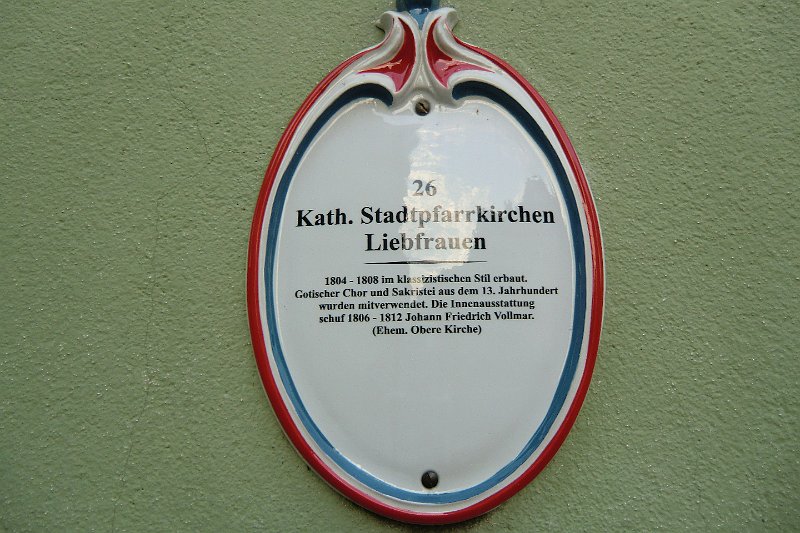 26
Kath. Stadtpfarrkirchen
Liebfrauen
1804 - 1808 im klassizistischen Stil erbaut.
Gotischer Chor und Sakristei aus dem 13. Jahrhundert
wurden mitverwendet. Die Innenausstattung
schuf 1806 - 1812 Johann Friedrich Vollmar.
(Ehem. Obere Kirche)